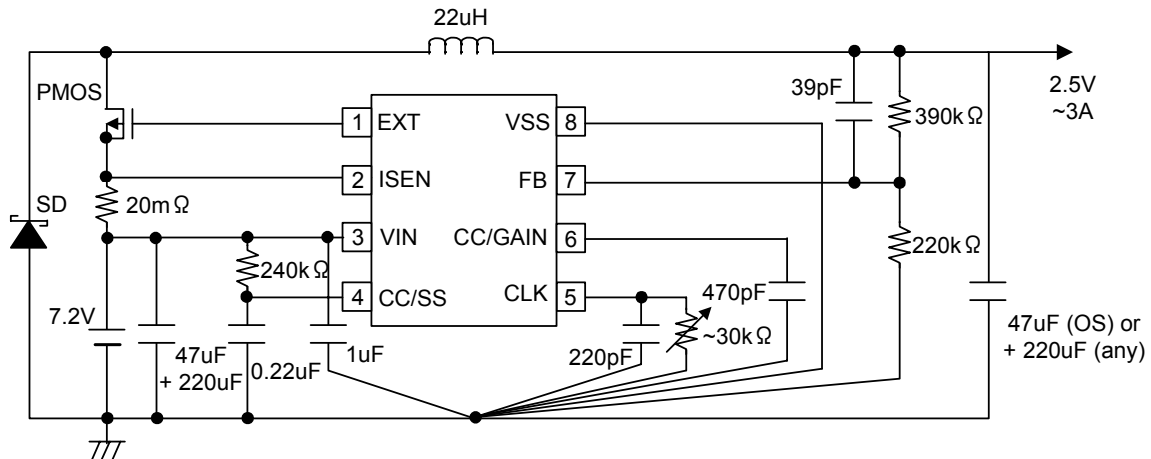 22uH
PMOS
1 EXT
VSS 8
39pF
390kΩ
2.5V
~3A
2 ISEN
FB 7
SD
20mΩ
3 VIN
CC/GAIN 6
220kΩ
240kΩ
4 CC/SS
CLK 5
470pF
7.2V
47uF
+ 220uF
0.22uF
1uF
220pF
~30kΩ
47uF (OS) or
+ 220uF (any)